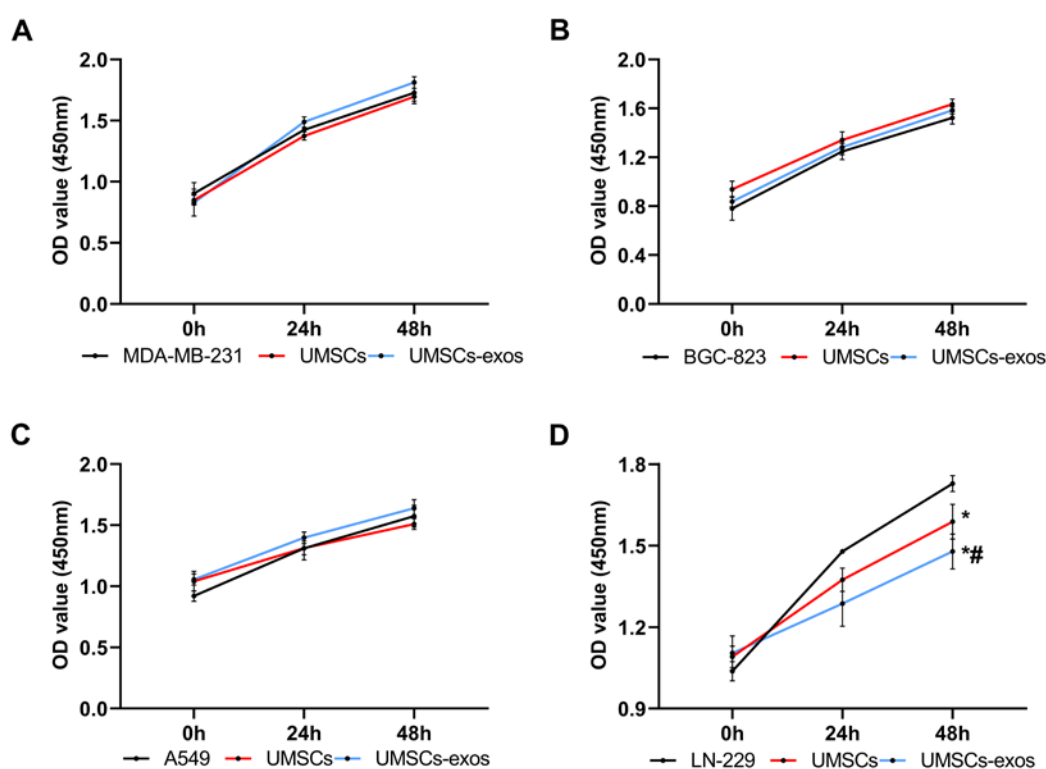 A
OD value (450nm)
2.0
1.5
1.0
0.5
0.0
0h 24h 48h
MDA-MB-231 UMSCs UMSCs-exos
B
OD value (450nm)
2.0
1.6
1.2
0.8
0.4
0.0
0h 24h 48h
BGC-823 UMSCs UMSCs-exos
C
OD value (450nm)
2.0
1.5
1.0
0.5
0.0
0h 24h 48h
A549 UMSCs UMSCs-exos
D
OD value (450nm)
1.8
1.5
1.2
0.9
*
*#
0h 24h 48h
LN-229 UMSCs UMSCs-exos